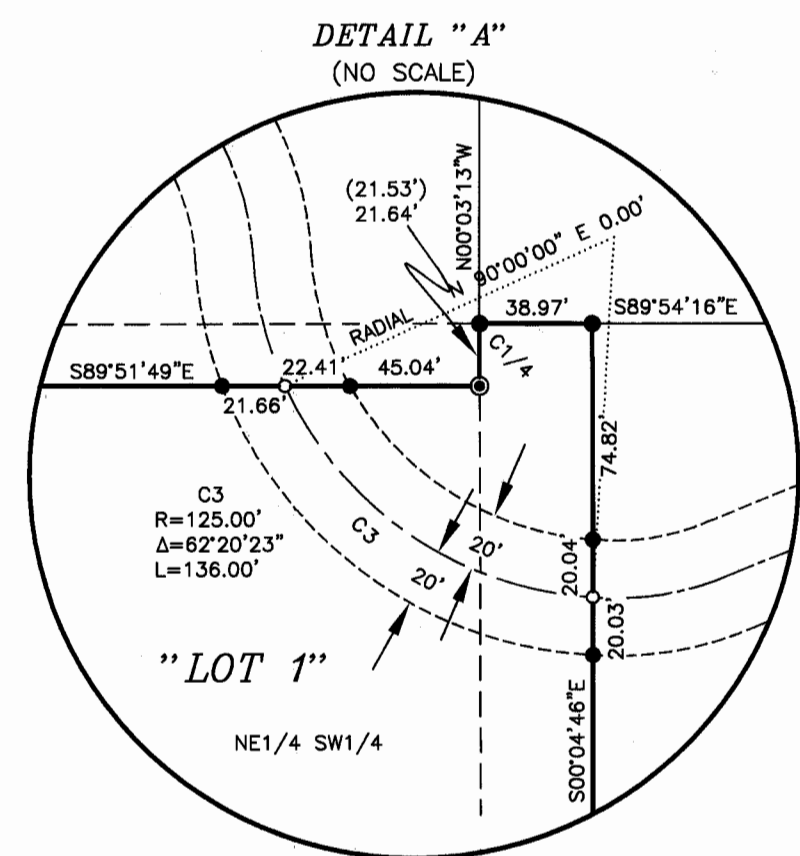 DETAIL "A"
(NO SCALE)
N00°03'13"W
(21.53')
21.64'
RADIAL N 90°00'00" E 0.00'
38.97'
S89°54'16"E
C1/4
S89°51'49"E
22.41'
45.04'
21.66'
74.82'
C3
R=125.00'
Δ=62°20'23"
L=136.00'
C3
20'
20'
20.04'
20.03'
"LOT 1"
NE1/4 SW1/4
S00°04'46"E